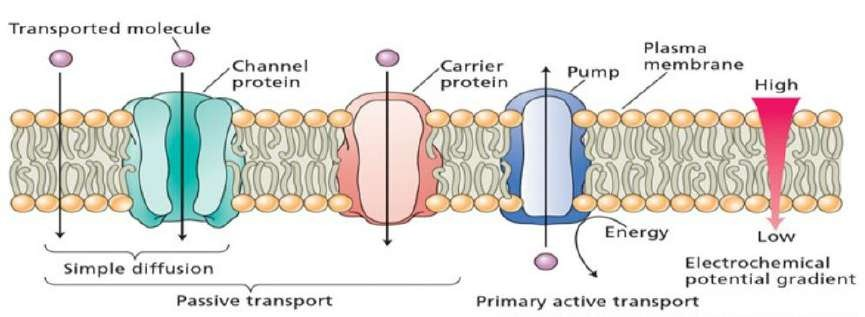 Transported molecule
Channel
protein
Carrier
protein
Pump
Plasma
membrane
High
Energy
Low
Simple diffusion
Electrochemical
potential gradient
Passive transport
Primary active transport